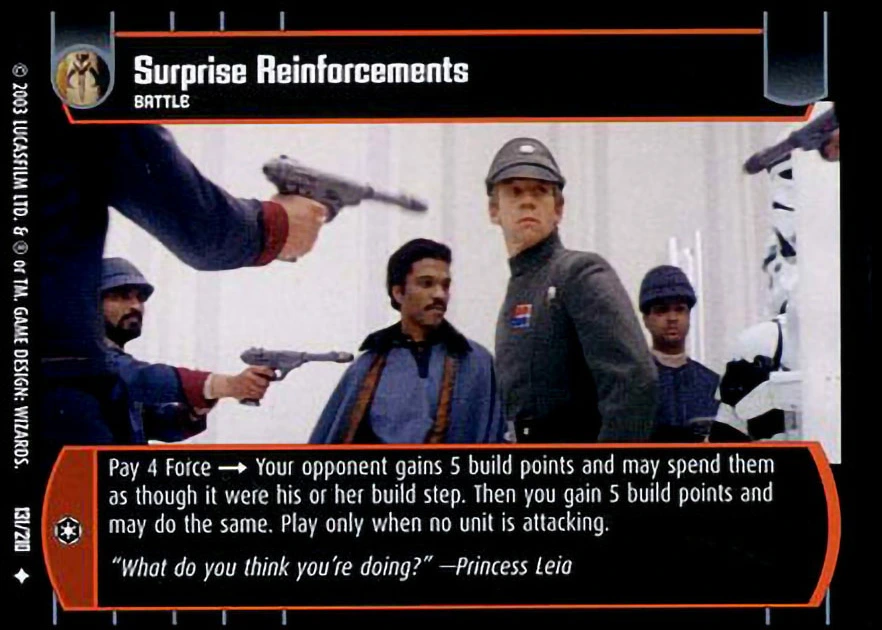 Surprise Reinforcements
BATTLE
Pay 4 Force → Your opponent gains 5 build points and may spend them
as though it were his or her build step. Then you gain 5 build points and
may do the same. Play only when no unit is attacking.
"What do you think you're doing?" —Princess Leia
© 2003 LUCASFILM LTD. & ® or TM. GAME DESIGN: WIZARDS. 131/210